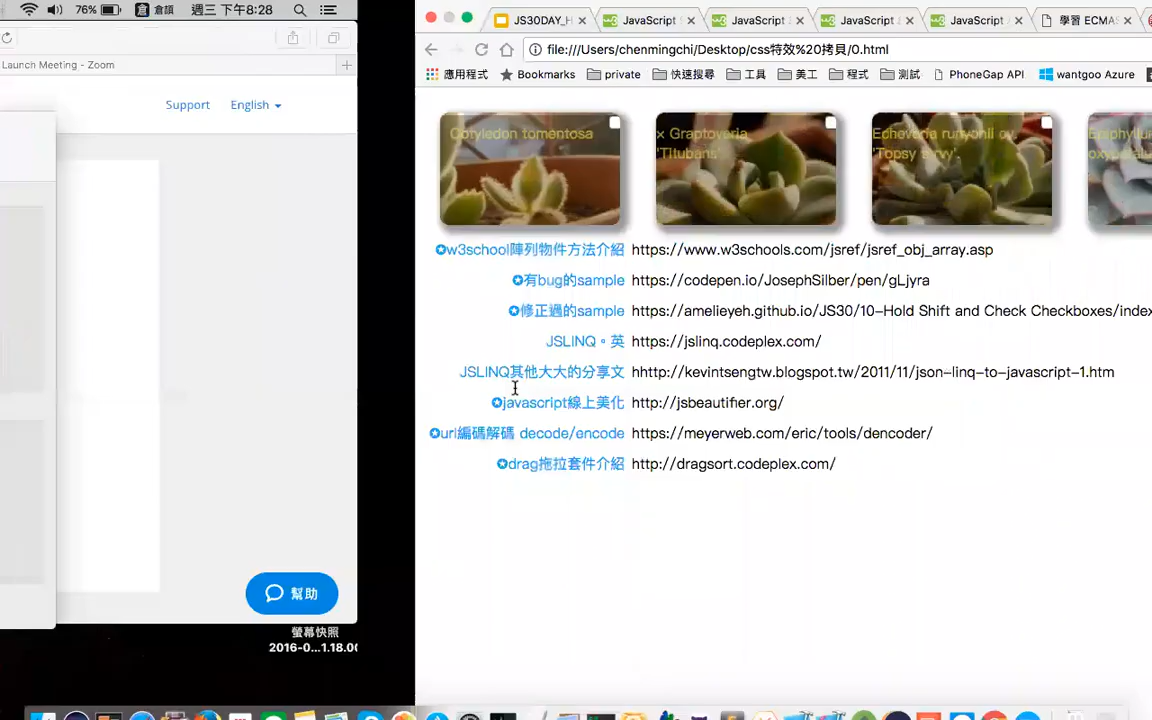 76% 倉頡 週三 下午8:28
Launch Meeting - Zoom
Support English
幫助
螢幕快照
2016-0...1.18.00
JS30DAY_H
JavaScript S
JavaScript
JavaScript
JavaScript
學習 ECMAS
file:///Users/chenmingchi/Desktop/css特效%20拷貝/0.html
應用程式 Bookmarks private 快速搜尋 工具 美工 程式 測試 PhoneGap API wantgoo Azure
Cotyledon tomentosa
× Graptoveria
'Titubans'
Echeveria runyonii cv.
'Topsy Turvy'.
Epiphyllum
✪w3school陣列物件方法介紹 https://www.w3schools.com/jsref/jsref_obj_array.asp
✪有bug的sample https://codepen.io/JosephSilber/pen/gLjyra
✪修正過的sample https://amelieyeh.github.io/JS30/10-Hold Shift and Check Checkboxes/index
JSLINQ。英 https://jslinq.codeplex.com/
JSLINQ其他大大的分享文 hhttp://kevintsengtw.blogspot.tw/2011/11/json-linq-to-javascript-1.htm
✪javascript線上美化 http://jsbeautifier.org/
✪url編碼解碼 decode/encode https://meyerweb.com/eric/tools/dencoder/
✪drag拖拉套件介紹 http://dragsort.codeplex.com/